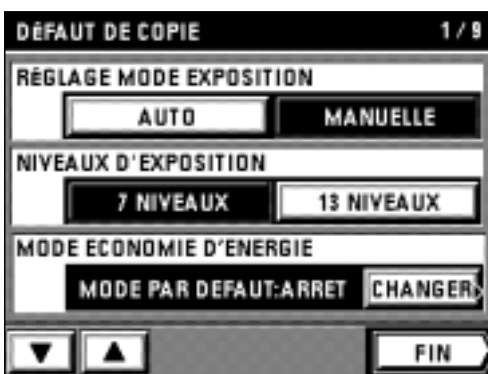 DÉFAUT DE COPIE 1/9
RÉGLAGE MODE EXPOSITION
AUTO MANUELLE
NIVEAUX D'EXPOSITION
7 NIVEAUX 13 NIVEAUX
MODE ECONOMIE D'ENERGIE
MODE PAR DEFAUT:ARRET CHANGER
FIN